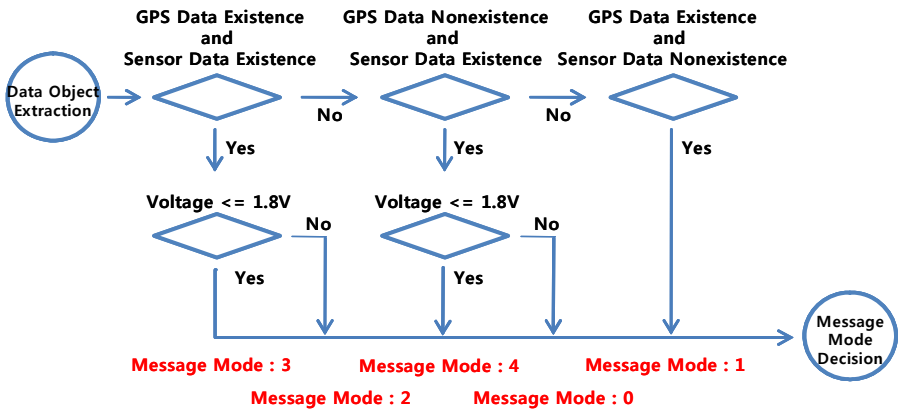 GPS Data Existence
and
Sensor Data Existence
GPS Data Nonexistence
and
Sensor Data Existence
GPS Data Existence
and
Sensor Data Nonexistence
Data Object
Extraction
No
No
Yes
Yes
Yes
Voltage <= 1.8V
No
Voltage <= 1.8V
No
Yes
Yes
Message
Mode
Decision
Message Mode : 3
Message Mode : 4
Message Mode : 1
Message Mode : 2
Message Mode : 0